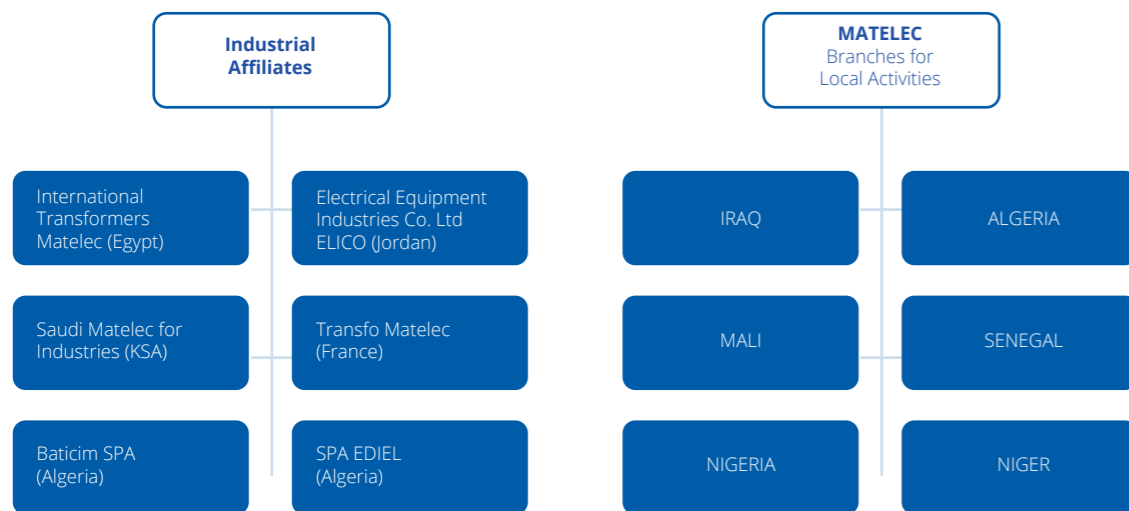 Industrial
Affiliates
International
Transformers
Matelec (Egypt)
Electrical Equipment
Industries Co. Ltd
ELICO (Jordan)
Saudi Matelec for
Industries (KSA)
Transfo Matelec
(France)
Baticim SPA
(Algeria)
SPA EDIEL
(Algeria)
MATELEC
Branches for
Local Activities
IRAQ
ALGERIA
MALI
SENEGAL
NIGERIA
NIGER